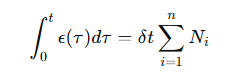 ∫₀ᵗ ϵ(τ)dτ = δt ∑ᵢ₌₁ⁿ Nᵢ